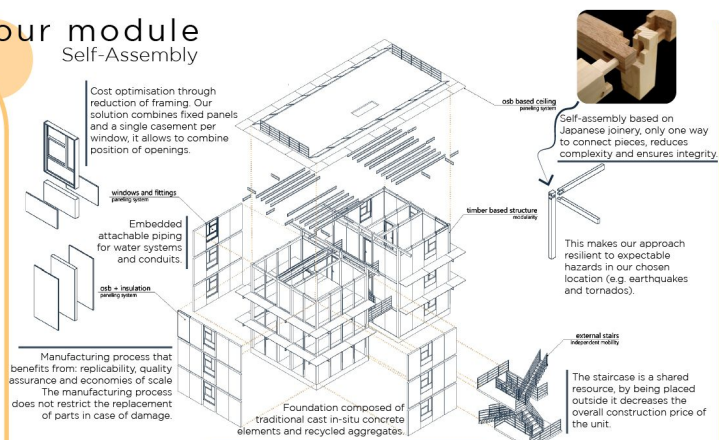 our module
Self-Assembly
Cost optimisation through
reduction of framing. Our
solution combines fixed panels
and a single casement per
window, it allows to combine
position of openings.
osb based ceiling
paneling system
Self-assembly based on
Japanese joinery, only one way
to connect pieces, reduces
complexity and ensures integrity.
windows and fittings
paneling system
timber based structure
modularity
Embedded
attachable piping
for water systems
and conduits.
This makes our approach
resilient to expectable
hazards in our chosen
location (e.g. earthquakes
and tornados).
osb + insulation
paneling system
external stairs
independent mobility
Manufacturing process that
benefits from: replicability, quality
assurance and economies of scale
The manufacturing process
does not restrict the replacement
of parts in case of damage.
Foundation composed of
traditional cast in-situ concrete
elements and recycled aggregates.
The staircase is a shared
resource, by being placed
outside it decreases the
overall construction price of
the unit.